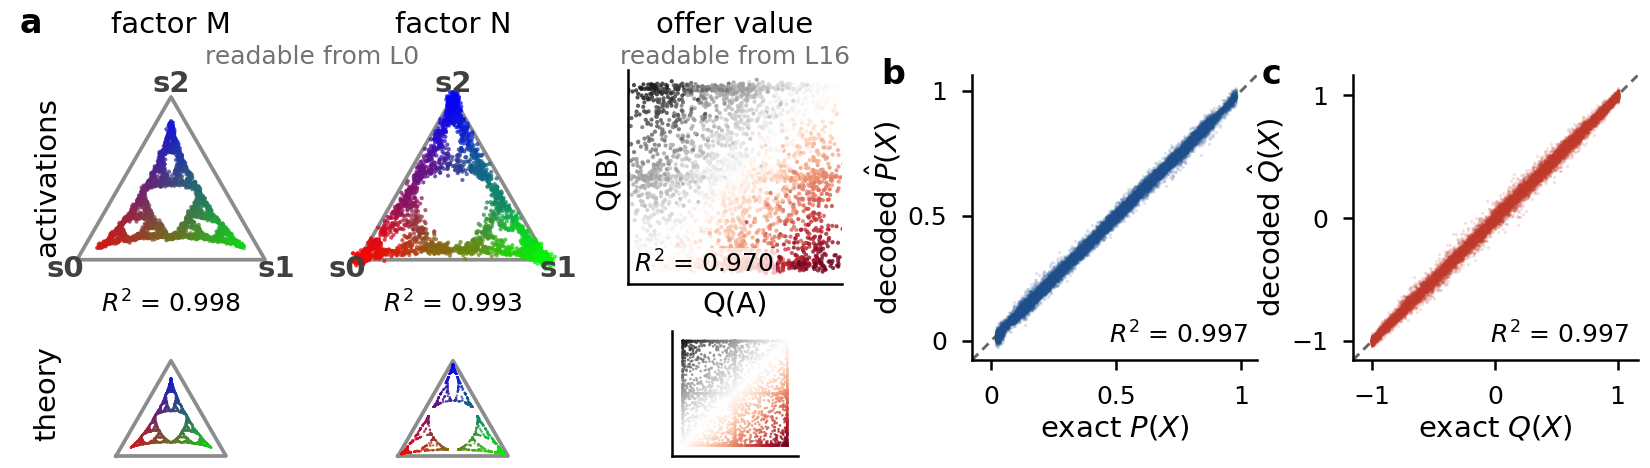 a
factor M
factor N
offer value
readable from L0
readable from L16
activations
s2
s0
s1
R² = 0.998
s2
s0
s1
R² = 0.993
Q(B)
R² = 0.970
Q(A)
theory
b
decoded P̂(X)
1
0.5
0
R² = 0.997
0
0.5
1
exact P(X)
c
decoded Q̂(X)
1
0
−1
R² = 0.997
−1
0
1
exact Q(X)